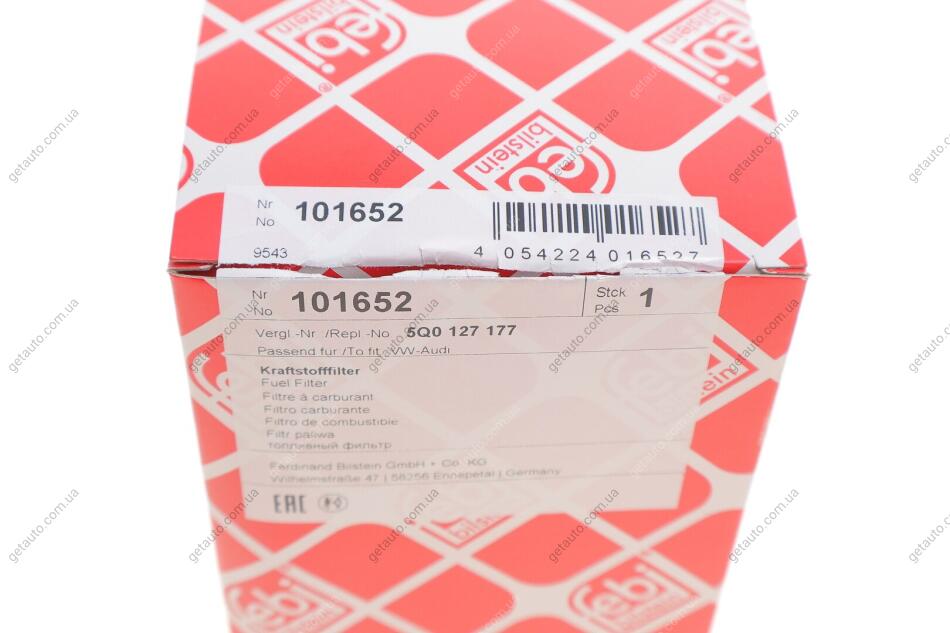 febi
bilstein
Nr
No
101652
9543
4 054224 016527
Nr
No
101652
Stck
Pcs
1
Vergl.-Nr. /Repl.-No. 5Q0 127 177
Passend für /To fit VW-Audi
Kraftstofffilter
Fuel Filter
Filtre à carburant
Filtro carburante
Filtro de combustible
Filtr paliwa
топливный фильтр
Ferdinand Bilstein GmbH + Co. KG
Wilhelmstraße 47 | 58256 Ennepetal | Germany
EAC
getauto.com.ua